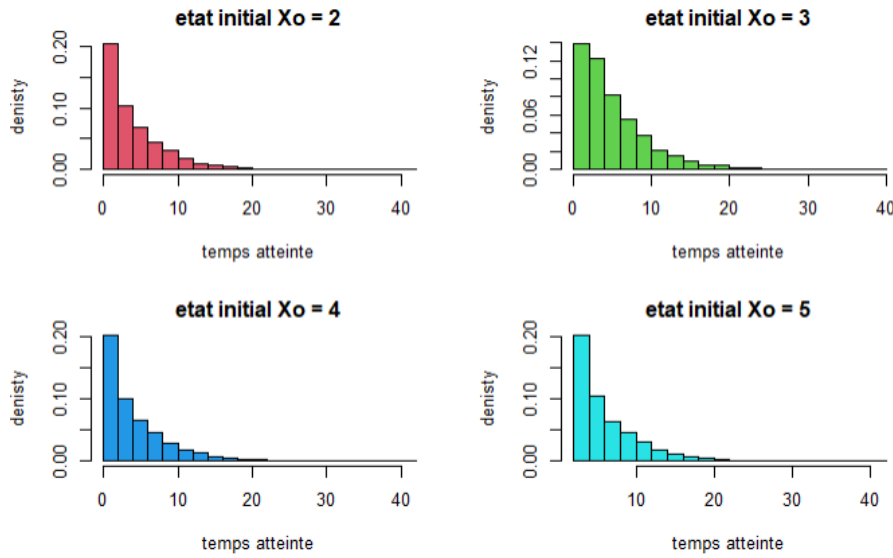 etat initial Xo = 2
denisty
0.00 0.10 0.20
0 10 20 30 40
temps atteinte
etat initial Xo = 3
denisty
0.00 0.06 0.12
0 10 20 30 40
temps atteinte
etat initial Xo = 4
denisty
0.00 0.10 0.20
0 10 20 30 40
temps atteinte
etat initial Xo = 5
denisty
0.00 0.10 0.20
10 20 30 40
temps atteinte